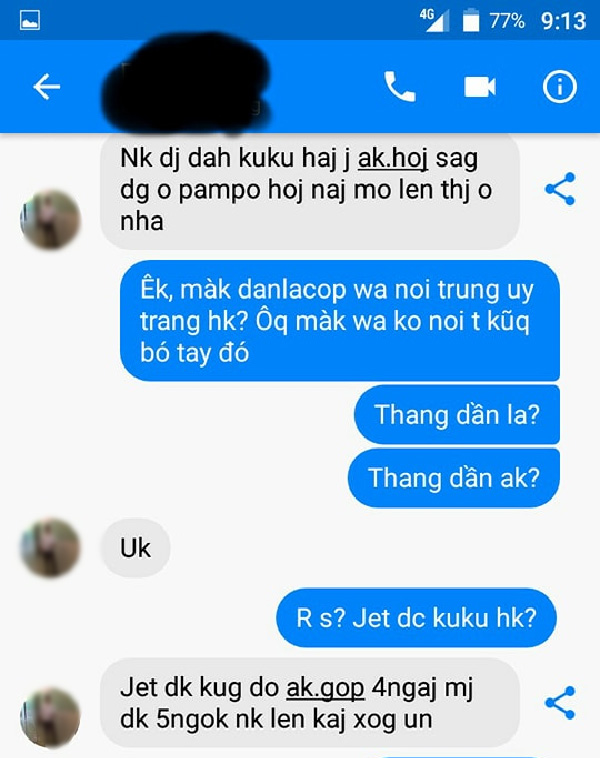 4G 77% 9:13
Nk dj dah kuku haj j ak.hoj sag
dg o pampo hoj naj mo len thj o
nha
Êk, màk danlacop wa noi trung uy
trang hk? Ôq màk wa ko noi t kũq
bó tay đó
Thang dần la?
Thang dần ak?
Uk
R s? Jet dc kuku hk?
Jet dk kug do ak.gop 4ngaj mj
dk 5ngok nk len kaj xog un